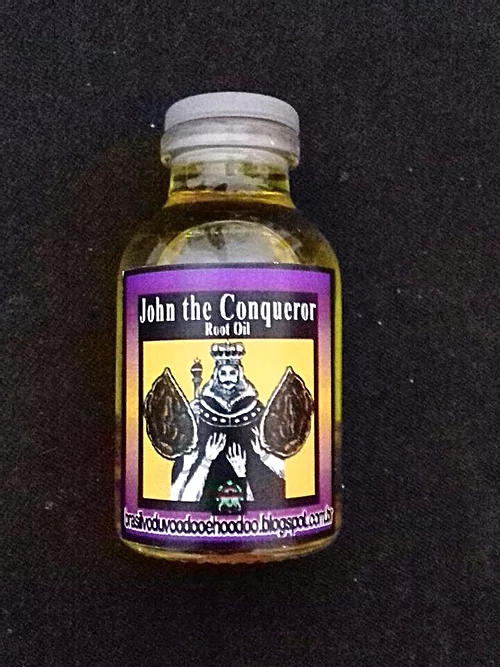 John the Conqueror
Root Oil
brasilvoduvoodooehoodoo.blogspot.com.br